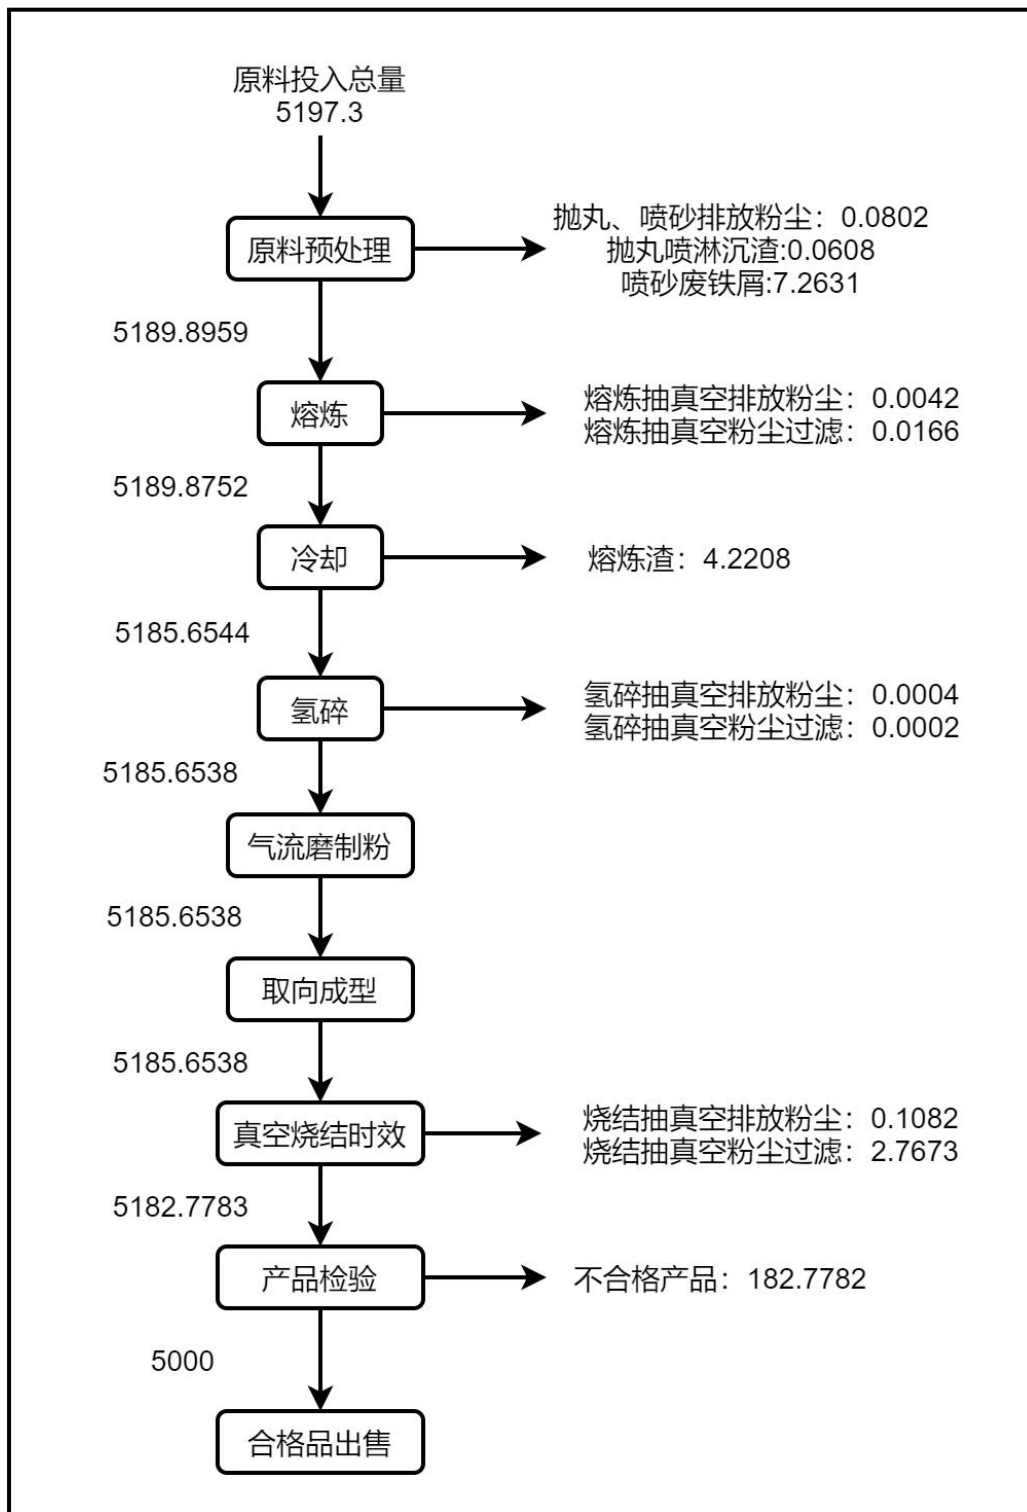 原料投入总量
5197.3
原料预处理
抛丸、喷砂排放粉尘：0.0802
抛丸喷淋沉渣:0.0608
喷砂废铁屑:7.2631
5189.8959
熔炼
熔炼抽真空排放粉尘：0.0042
熔炼抽真空粉尘过滤：0.0166
5189.8752
冷却
熔炼渣：4.2208
5185.6544
氢碎
氢碎抽真空排放粉尘：0.0004
氢碎抽真空粉尘过滤：0.0002
5185.6538
气流磨制粉
5185.6538
取向成型
5185.6538
真空烧结时效
烧结抽真空排放粉尘：0.1082
烧结抽真空粉尘过滤：2.7673
5182.7783
产品检验
不合格产品：182.7782
5000
合格品出售